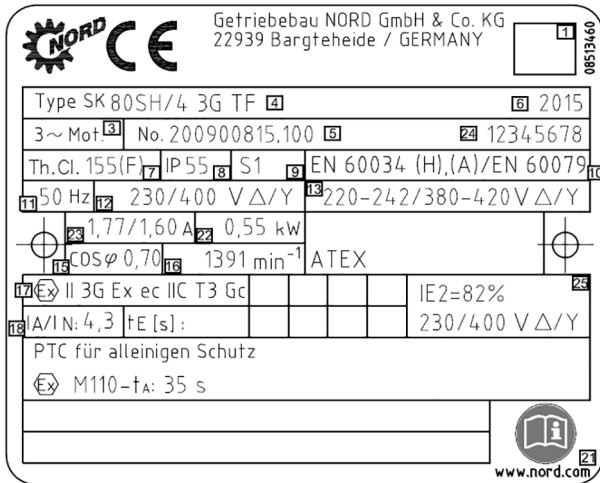 NORD CE Getriebebau NORD GmbH & Co. KG 1
22939 Bargteheide / GERMANY
08513460
Type SK 80SH/4 3G TF 4 6 2015
3~ Mot. 3 No. 200900815.100 5 24 12345678
Th.Cl. 155(F) 7 IP 55 8 S1 9 EN 60034 (H),(A)/EN 60079 10
11 50 Hz 12 230/400 V Δ/Y 13 220-242/380-420V Δ/Y
23 1,77/1,60 A 22 0,55 kW
15 COSφ 0,70 16 1391 min⁻¹ ATEX
17 Ex II 3G Ex ec IIC T3 Gc IE2=82% 25
18 IA/IN: 4,3 tE [s] : 230/400 V Δ/Y
PTC für alleinigen Schutz
Ex M110-tA: 35 s
i
21
www.nord.com